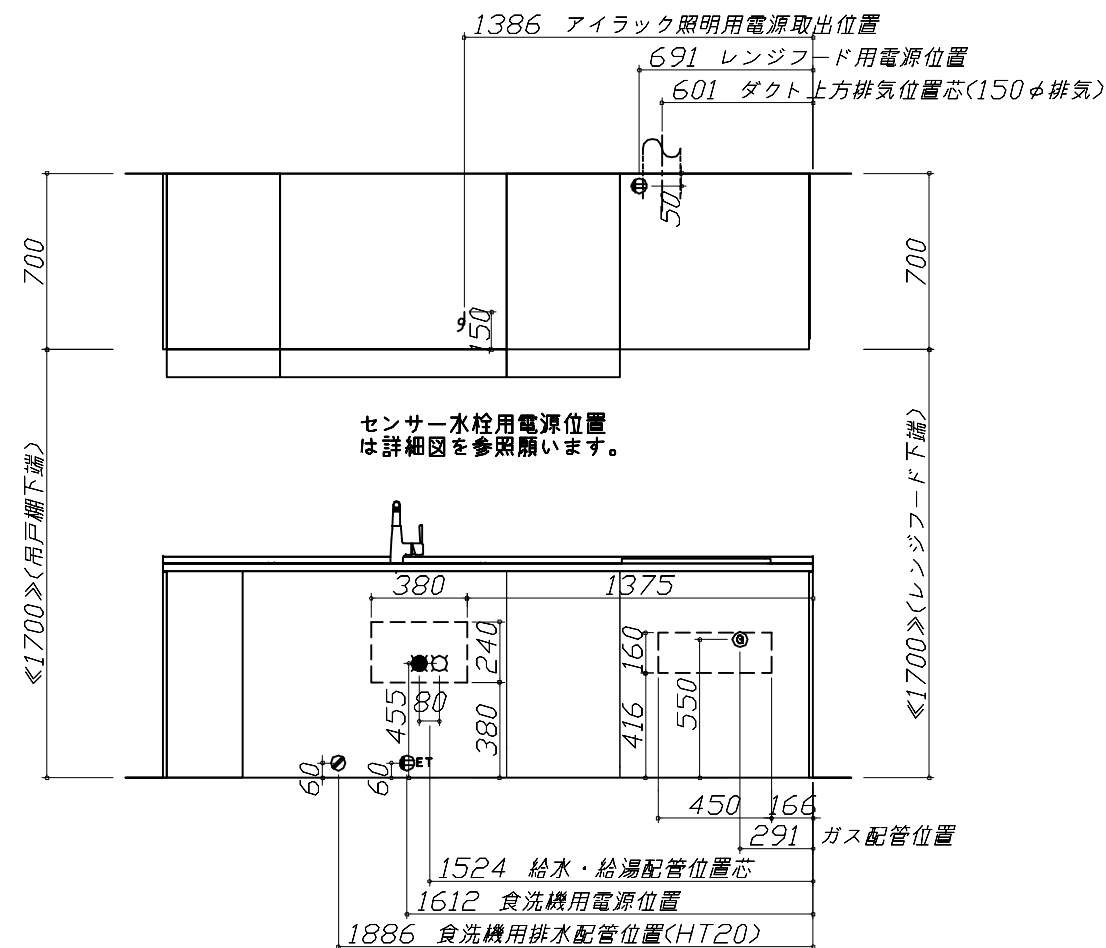 1386 アイラック照明用電源取出位置
691 レンジフード用電源位置
601 ダクト上方排気位置芯(150φ排気)
50
700
700
150
センサー水栓用電源位置
は詳細図を参照願います。
≪1700≫(吊戸棚下端)
≪1700≫(レンジフード下端)
380
1375
240
160
G
455
80
380
550
416
60
60
ET
450
166
291 ガス配管位置
1524 給水・給湯配管位置芯
1612 食洗機用電源位置
1886 食洗機用排水配管位置(HT20)